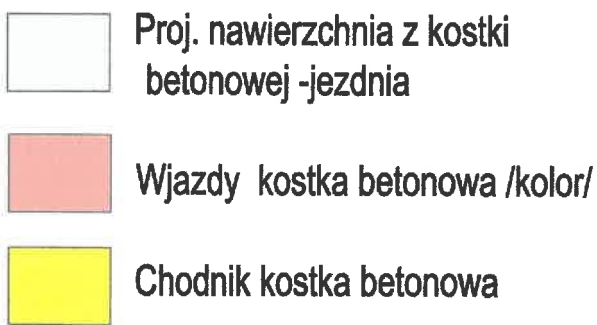 Proj. nawierzchnia z kostki
betonowej -jezdnia
Wjazdy kostka betonowa /kolor/
Chodnik kostka betonowa